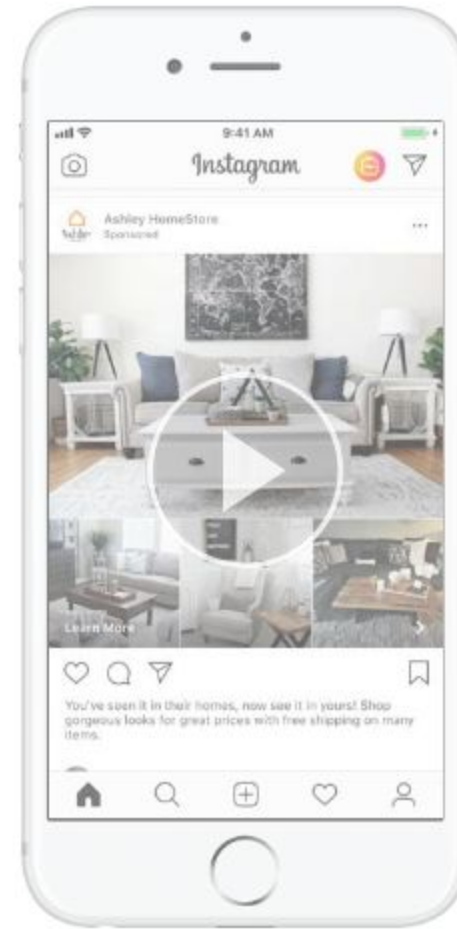 9:41 AM
Instagram
Ashley HomeStore
Sponsored
Learn More
You've seen it in their homes, now see it in yours! Shop
gorgeous looks for great prices with free shipping on many
items.